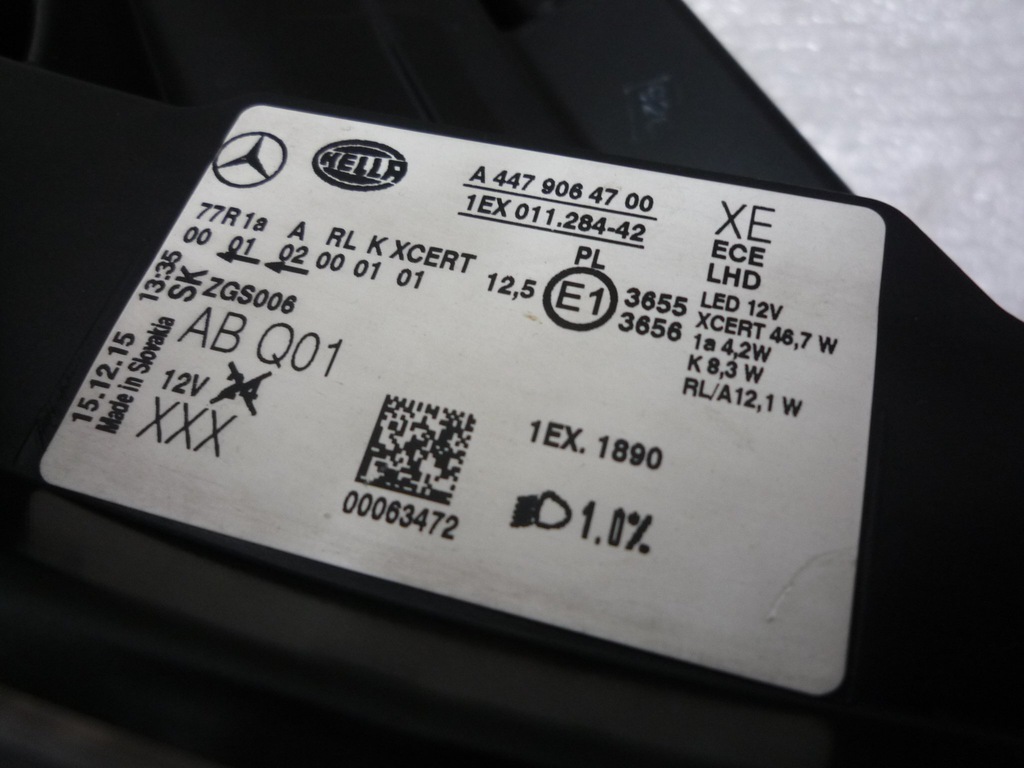 HELLA
A 447 906 47 00
1EX 011.284-42
XE
ECE
LHD
77R 1a A RL K XCERT
00 01 02 00 01 01
12,5
PL
E1
3655
3656
LED 12V
XCERT 46,7 W
1a 4,2W
K 8,3 W
RL/A12,1 W
SK ZGS006
AB Q01
12V 24
XXX
15.12.15 13:35
Made in Slovakia
00063472
1EX. 1890
1.0%